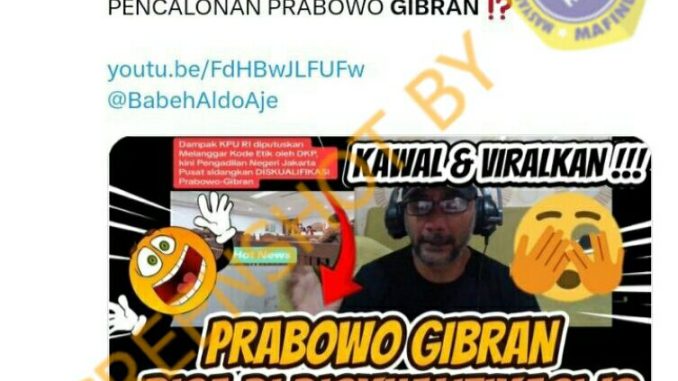 PENCALONAN PRABOWO GIBRAN ⁉
youtu.be/FdHBwJLFUFw
@BabehAldoAje
Dampak KPU RI diputuskan
Melanggar Kode Etik oleh DKP,
kini Pengadilan Negeri Jakarta
Pusat sidangkan DISKUALIFIKASI
Prabowo-Gibran
KAWAL & VIRALKAN !!!
Hot News
PRABOWO GIBRAN
SCREENSHOT BY
MAFINDO